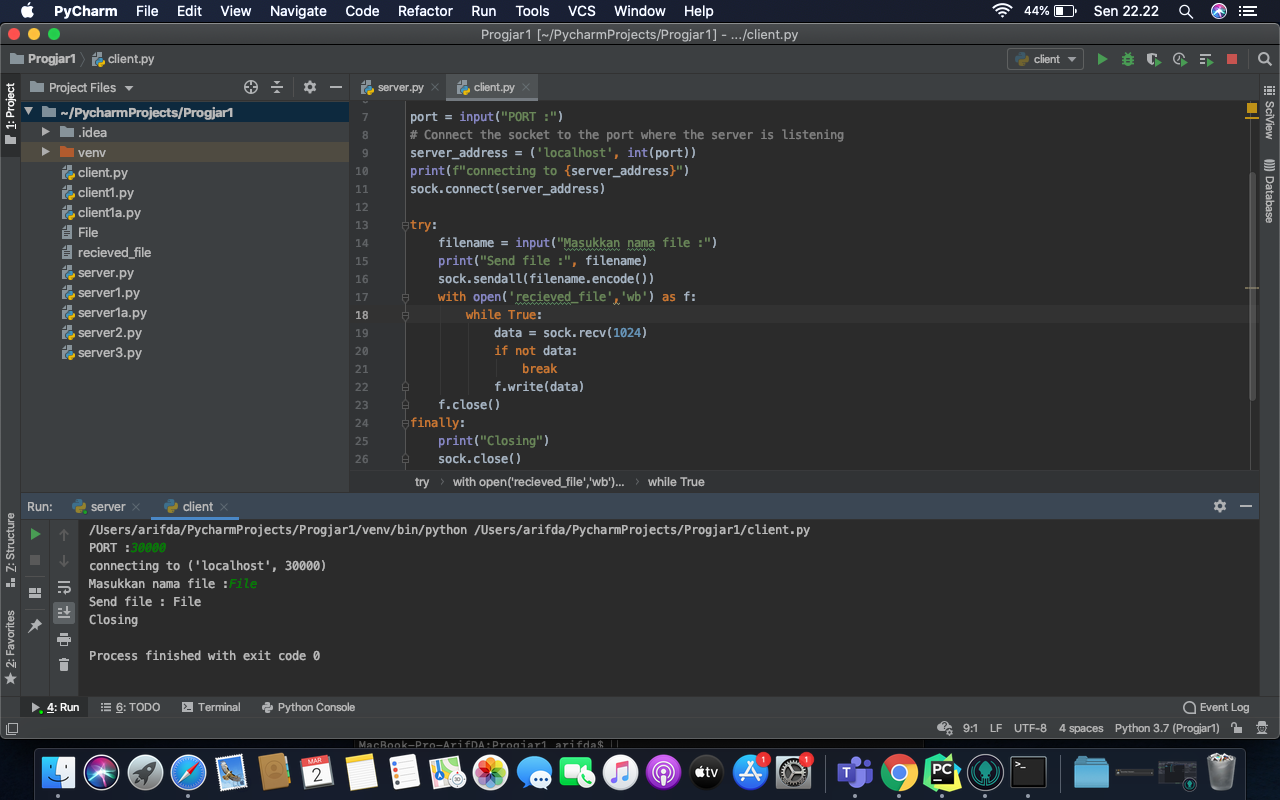 PyCharm File Edit View Navigate Code Refactor Run Tools VCS Window Help 44% Sen 22.22
Progjar1 [~/PycharmProjects/Progjar1] - .../client.py
Progjar1 client.py client
Project Files
server.py client.py
1: Project
~/PycharmProjects/Progjar1
.idea
venv
client.py
client1.py
client1a.py
File
recieved_file
server.py
server1.py
server1a.py
server2.py
server3.py
7 port = input("PORT :")
8 # Connect the socket to the port where the server is listening
9 server_address = ('localhost', int(port))
10 print(f"connecting to {server_address}")
11 sock.connect(server_address)
12
13 try:
14 filename = input("Masukkan nama file :")
15 print("Send file :", filename)
16 sock.sendall(filename.encode())
17 with open('recieved_file','wb') as f:
18 while True:
19 data = sock.recv(1024)
20 if not data:
21 break
22 f.write(data)
23 f.close()
24 finally:
25 print("Closing")
26 sock.close()
try with open('recieved_file','wb')... while True
SciView
Database
Run: server client
Z: Structure
2: Favorites
/Users/arifda/PycharmProjects/Progjar1/venv/bin/python /Users/arifda/PycharmProjects/Progjar1/client.py
PORT :30000
connecting to ('localhost', 30000)
Masukkan nama file :File
Send file : File
Closing
Process finished with exit code 0
4: Run 6: TODO Terminal Python Console Event Log
9:1 LF UTF-8 4 spaces Python 3.7 (Progjar1)
MacBook-Pro-ArifDA:Progjar1 arifda$
MAR
2
tv
1
1
T
PC